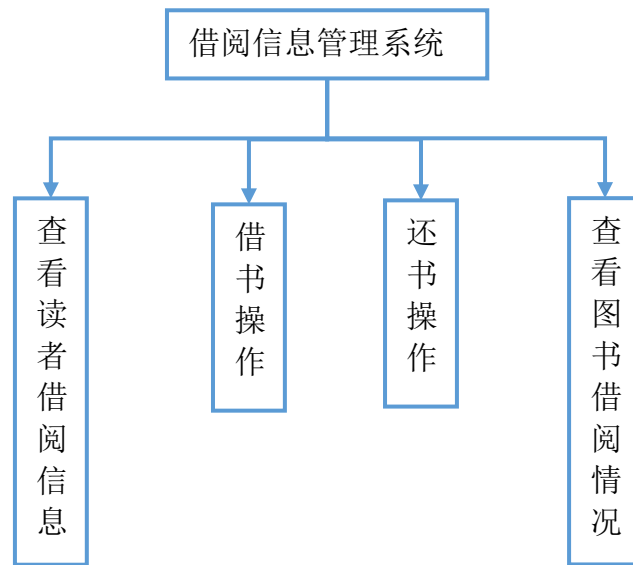 借阅信息管理系统
查看读者借阅信息
借书操作
还书操作
查看图书借阅情况